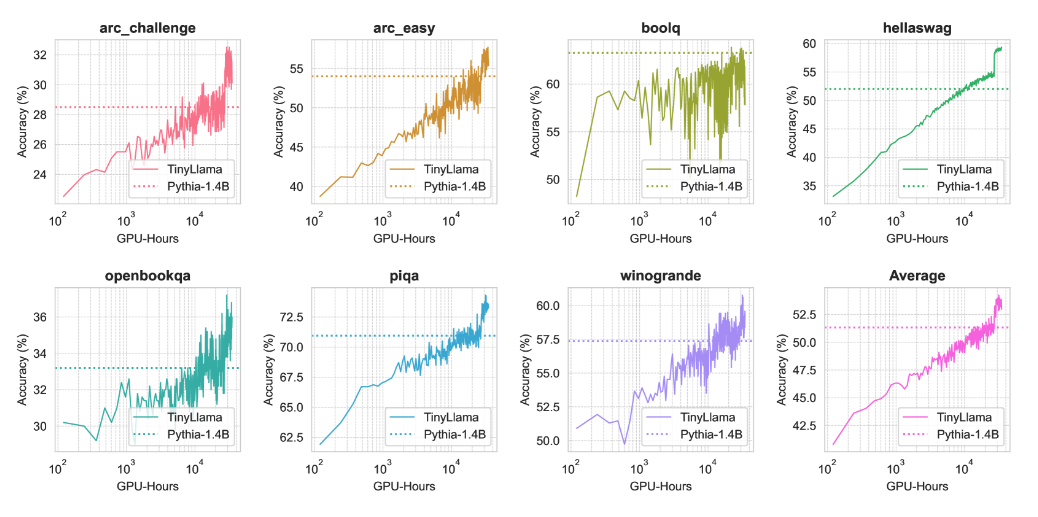 arc_challenge
32
30
28
26
24
Accuracy (%)
TinyLlama
Pythia-1.4B
10² 10³ 10⁴
GPU-Hours
arc_easy
55
50
45
40
Accuracy (%)
TinyLlama
Pythia-1.4B
10² 10³ 10⁴
GPU-Hours
boolq
60
55
50
Accuracy (%)
TinyLlama
Pythia-1.4B
10² 10³ 10⁴
GPU-Hours
hellaswag
60
55
50
45
40
35
Accuracy (%)
TinyLlama
Pythia-1.4B
10² 10³ 10⁴
GPU-Hours
openbookqa
36
34
32
30
Accuracy (%)
TinyLlama
Pythia-1.4B
10² 10³ 10⁴
GPU-Hours
piqa
72.5
70.0
67.5
65.0
62.5
Accuracy (%)
TinyLlama
Pythia-1.4B
10² 10³ 10⁴
GPU-Hours
winogrande
60.0
57.5
55.0
52.5
50.0
Accuracy (%)
TinyLlama
Pythia-1.4B
10² 10³ 10⁴
GPU-Hours
Average
52.5
50.0
47.5
45.0
42.5
Accuracy (%)
TinyLlama
Pythia-1.4B
10² 10³ 10⁴
GPU-Hours